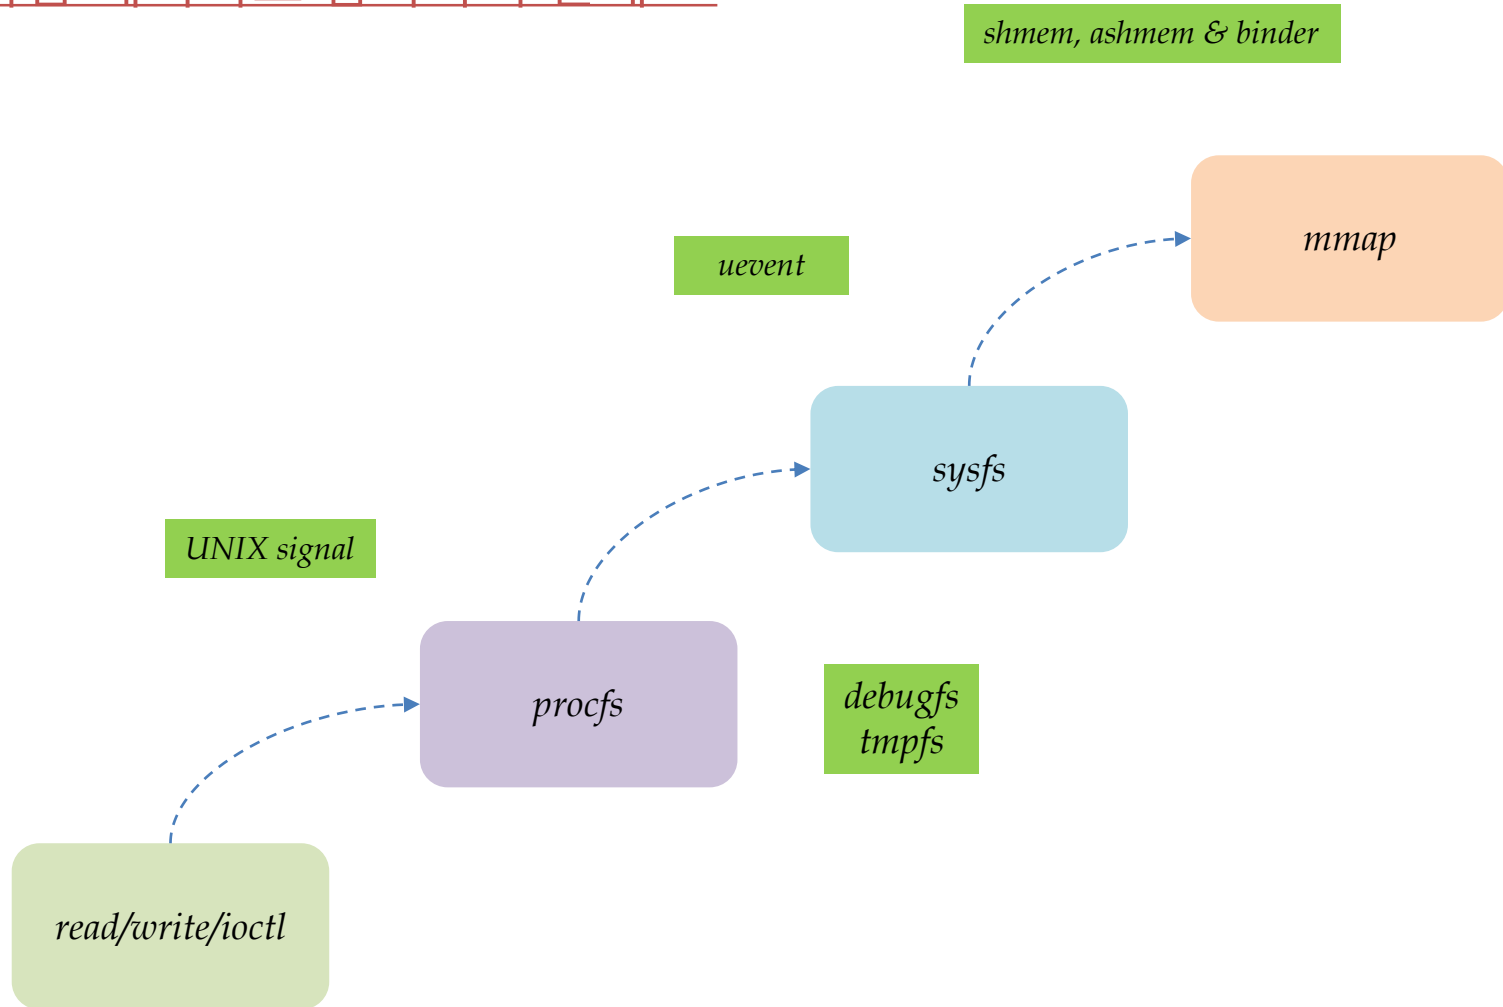 shmem, ashmem & binder
mmap
uevent
sysfs
UNIX signal
procfs
debugfs
tmpfs
read/write/ioctl